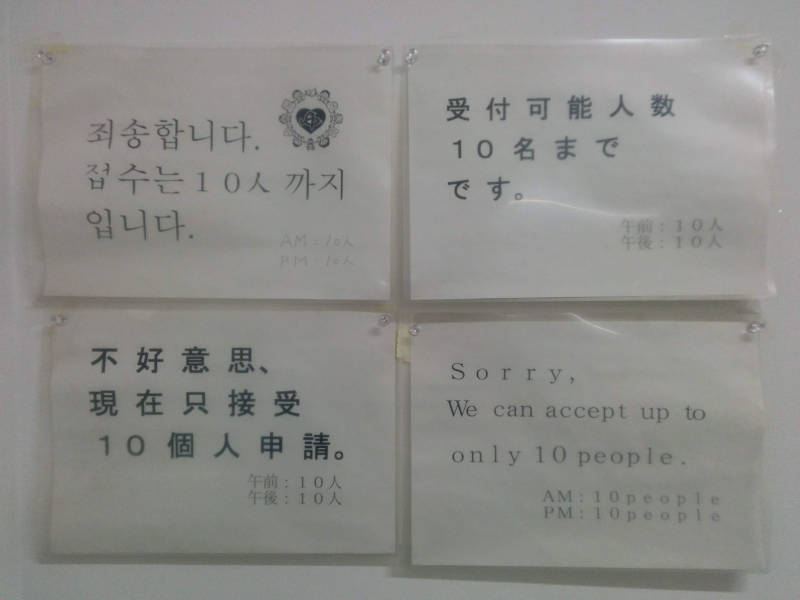 죄송합니다.
접수는10人 까지
입니다.
AM:10人
PM:10人
受付可能人数
10名まで
です。
午前:10人
午後:10人
不好意思、
現在只接受
10個人申請。
午前:10人
午後:10人
Sorry,
We can accept up to
only 10 people.
AM:10people
PM:10people